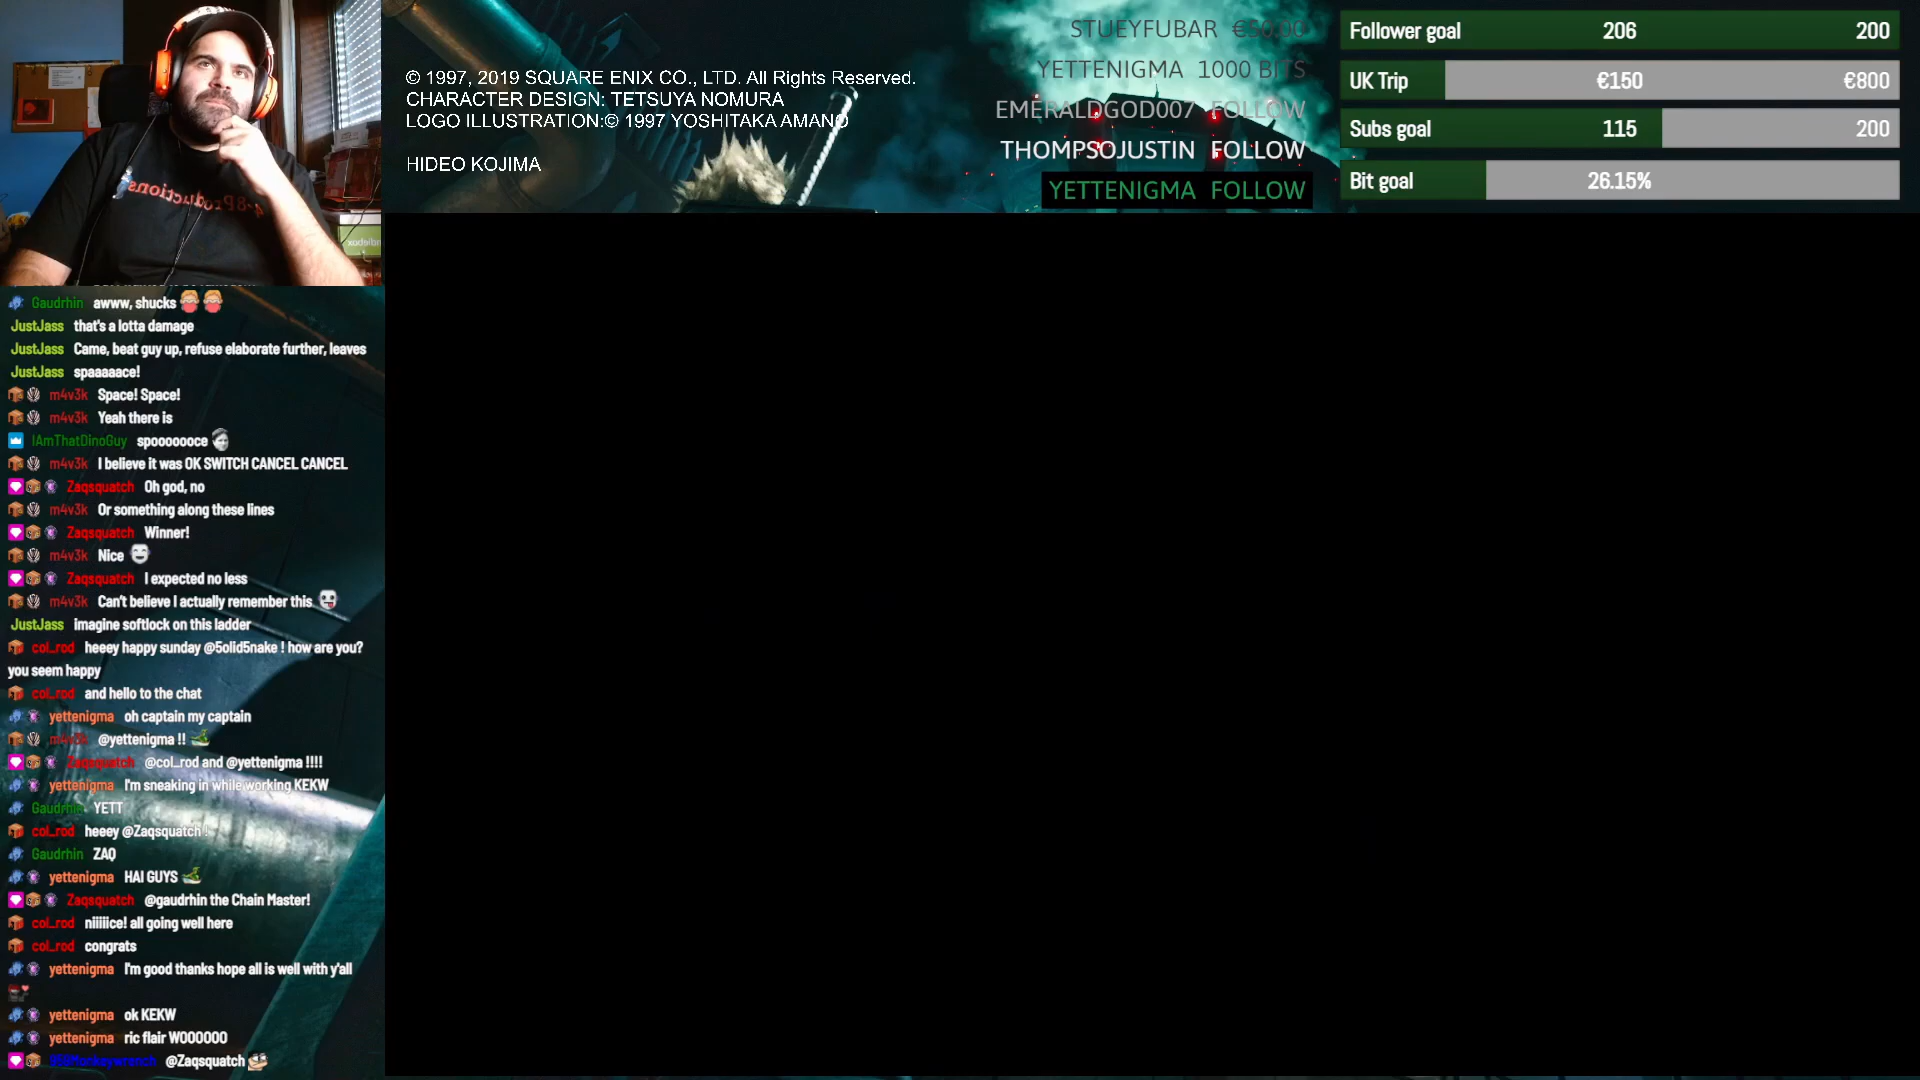 © 1997, 2019 SQUARE ENIX CO., LTD. All Rights Reserved.
CHARACTER DESIGN: TETSUYA NOMURA
LOGO ILLUSTRATION:© 1997 YOSHITAKA AMANO
HIDEO KOJIMA
STUEYFUBAR €50.00
YETTENIGMA 1000 BITS
EMERALDGOD007 FOLLOW
THOMPSOJUSTIN FOLLOW
YETTENIGMA FOLLOW
Follower goal 206 200
UK Trip €150 €800
Subs goal 115 200
Bit goal 26.15%
Gaudrhin awww, shucks
JustJass that's a lotta damage
JustJass Came, beat guy up, refuse elaborate further, leaves
JustJass spaaaaace!
m4v3k Space! Space!
m4v3k Yeah there is
IAmThatDinoGuy spooooooce
m4v3k I believe it was OK SWITCH CANCEL CANCEL
Zaqsquatch Oh god, no
m4v3k Or something along these lines
Zaqsquatch Winner!
m4v3k Nice
Zaqsquatch I expected no less
m4v3k Can't believe I actually remember this
JustJass imagine softlock on this ladder
col_rod heeey happy sunday @5olid5nake ! how are you?
you seem happy
col_rod and hello to the chat
yettenigma oh captain my captain
m4v3k @yettenigma !!
Zaqsquatch @col_rod and @yettenigma !!!!
yettenigma I'm sneaking in while working KEKW
Gaudrhin YETT
col_rod heeey @Zaqsquatch !
Gaudrhin ZAQ
yettenigma HAI GUYS
Zaqsquatch @gaudrhin the Chain Master!
col_rod niiiiice! all going well here
col_rod congrats
yettenigma I'm good thanks hope all is well with y'all
yettenigma ok KEKW
yettenigma ric flair WOOOOOO
@Zaqsquatch